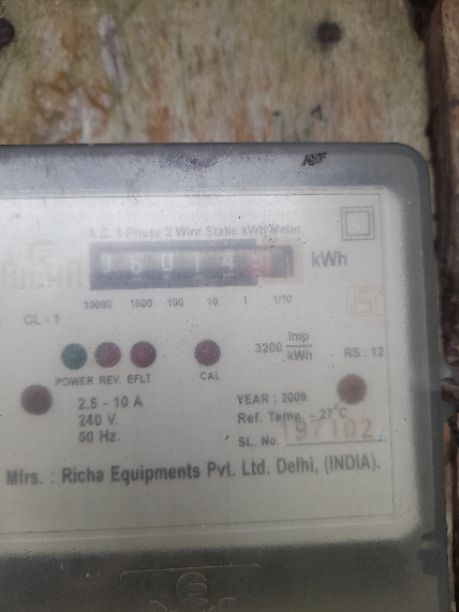 A.C. 1 Phase 2 Wire Static kWh Meter
kWh
10000 1000 100 10 1 1/10
CL - 1
3200 Imp/kWh
RS : 12
POWER REV. EFLT CAL
2.5 - 10 A
240 V.
50 Hz.
YEAR : 2009
Ref. Temp. - 27°C
SL. No. 197102
Mfrs. : Richa Equipments Pvt. Ltd. Delhi, (INDIA).